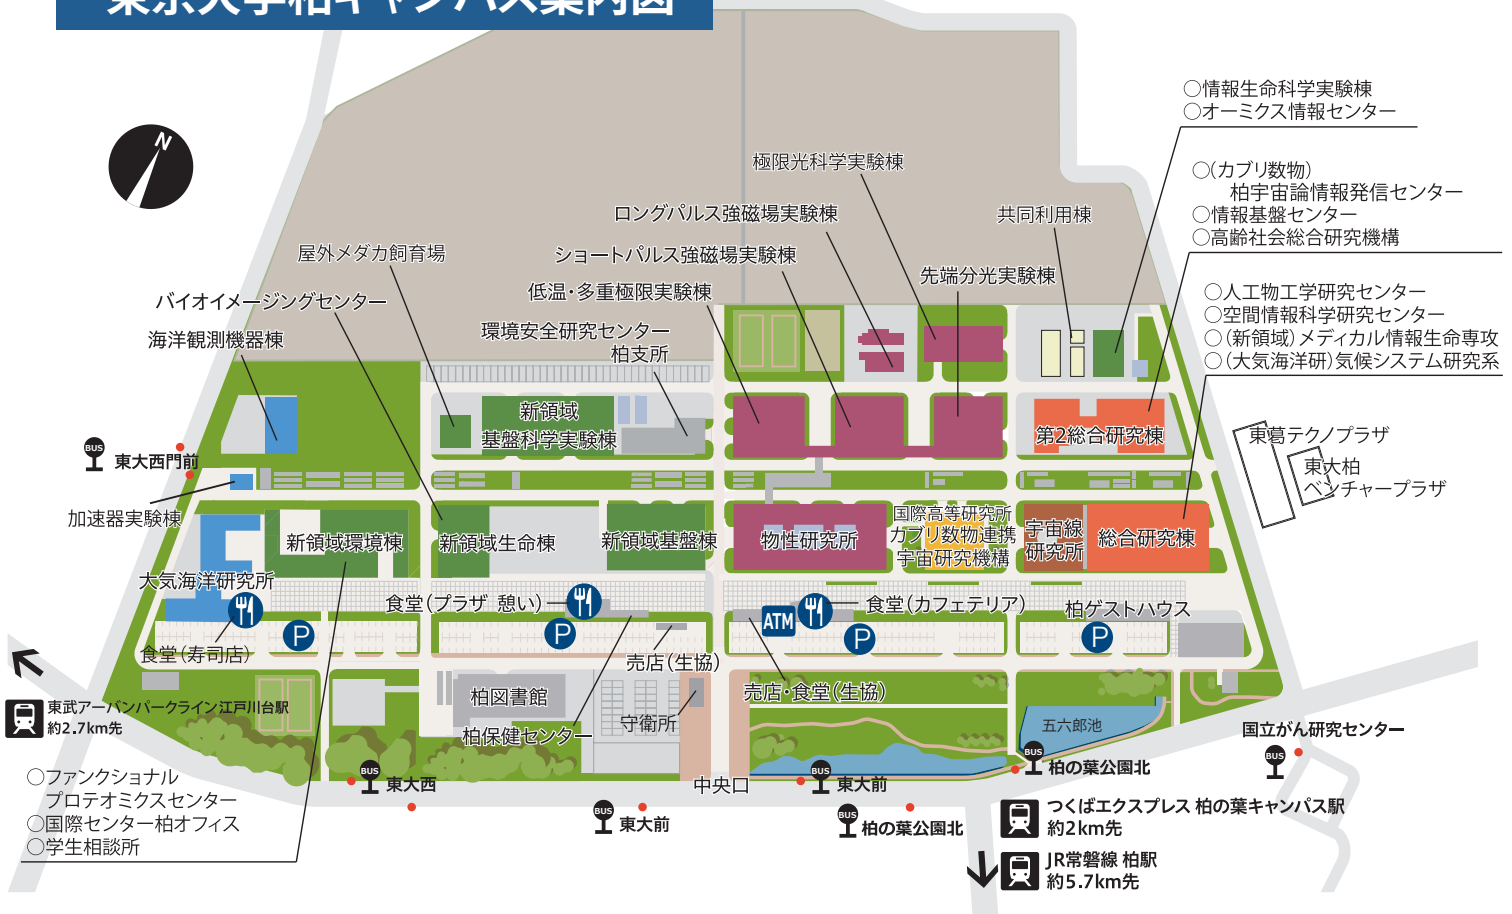 東京大学柏キャンパス案内図
N
○情報生命科学実験棟
○オーミクス情報センター
極限光科学実験棟
○(カブリ数物)
柏宇宙論情報発信センター
○情報基盤センター
○高齢社会総合研究機構
ロングパルス強磁場実験棟
共同利用棟
屋外メダカ飼育場
ショートパルス強磁場実験棟
先端分光実験棟
バイオイメージングセンター
低温・多重極限実験棟
○人工物工学研究センター
○空間情報科学研究センター
○(新領域)メディカル情報生命専攻
○(大気海洋研)気候システム研究系
海洋観測機器棟
環境安全研究センター
柏支所
新領域
基盤科学実験棟
第2総合研究棟
東葛テクノプラザ
東大柏
ベンチャープラザ
BUS
東大西門前
加速器実験棟
新領域環境棟
新領域生命棟
新領域基盤棟
物性研究所
国際高等研究所
カブリ数物連携
宇宙研究機構
宇宙線
研究所
総合研究棟
大気海洋研究所
食堂(プラザ 憩い)
ATM
食堂(カフェテリア)
柏ゲストハウス
P
P
P
P
食堂(寿司店)
売店(生協)
売店・食堂(生協)
東武アーバンパークライン江戸川台駅
約2.7km先
柏図書館
柏保健センター
守衛所
五六郎池
国立がん研究センター
BUS
○ファンクショナル
プロテオミクスセンター
○国際センター柏オフィス
○学生相談所
BUS
東大西
中央口
BUS
東大前
BUS
柏の葉公園北
BUS
東大前
BUS
柏の葉公園北
つくばエクスプレス 柏の葉キャンパス駅
約2km先
JR常磐線 柏駅
約5.7km先